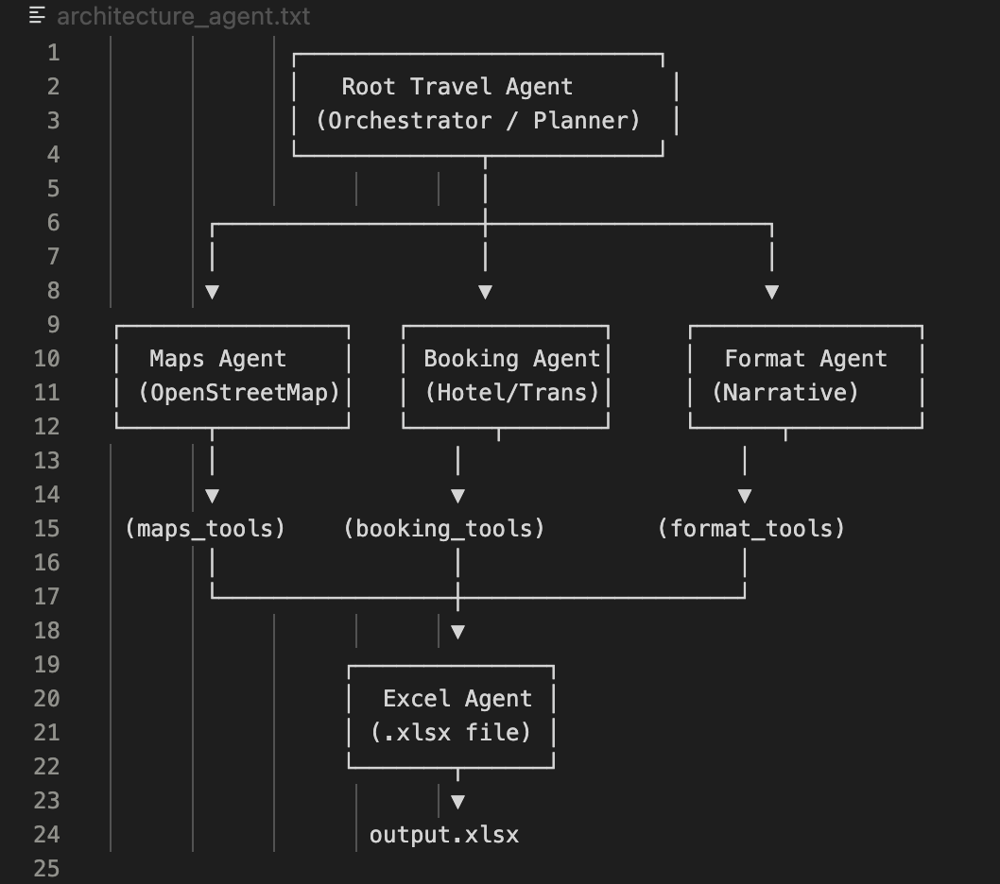 architecture_agent.txt
1
2 Root Travel Agent
3 (Orchestrator / Planner)
4
5
6
7
8
9
10 Maps Agent Booking Agent Format Agent
11 (OpenStreetMap) (Hotel/Trans) (Narrative)
12
13
14
15 (maps_tools) (booking_tools) (format_tools)
16
17
18
19
20 Excel Agent
21 (.xlsx file)
22
23
24 output.xlsx
25